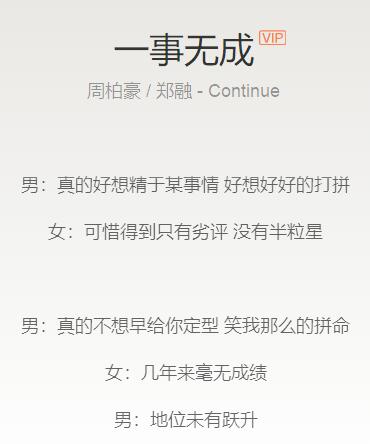 一事无成 VIP
周柏豪 / 郑融 - Continue
男：真的好想精于某事情 好想好好的打拼
女：可惜得到只有劣评 没有半粒星
男：真的不想早给你定型 笑我那么的拼命
女：几年来毫无成绩
男：地位未有跃升